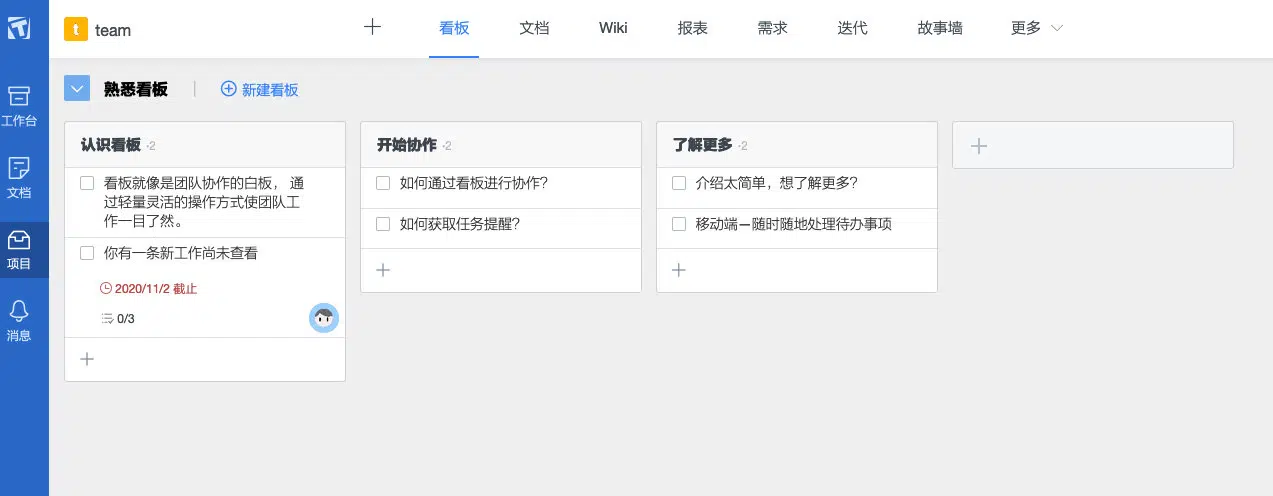 t team
看板 文档 Wiki 报表 需求 迭代 故事墙 更多
熟悉看板 | 新建看板
工作台
文档
项目
消息
认识看板 ·2
看板就像是团队协作的白板， 通
过轻量灵活的操作方式使团队工
作一目了然。
你有一条新工作尚未查看
2020/11/2 截止
0/3
开始协作 ·2
如何通过看板进行协作?
如何获取任务提醒?
了解更多 ·2
介绍太简单，想了解更多?
移动端—随时随地处理待办事项